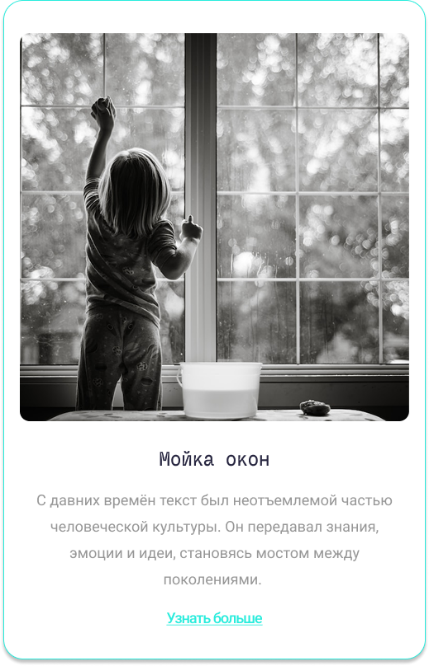 Мойка окон
С давних времён текст был неотъемлемой частью
человеческой культуры. Он передавал знания,
эмоции и идеи, становясь мостом между
поколениями.
Узнать больше